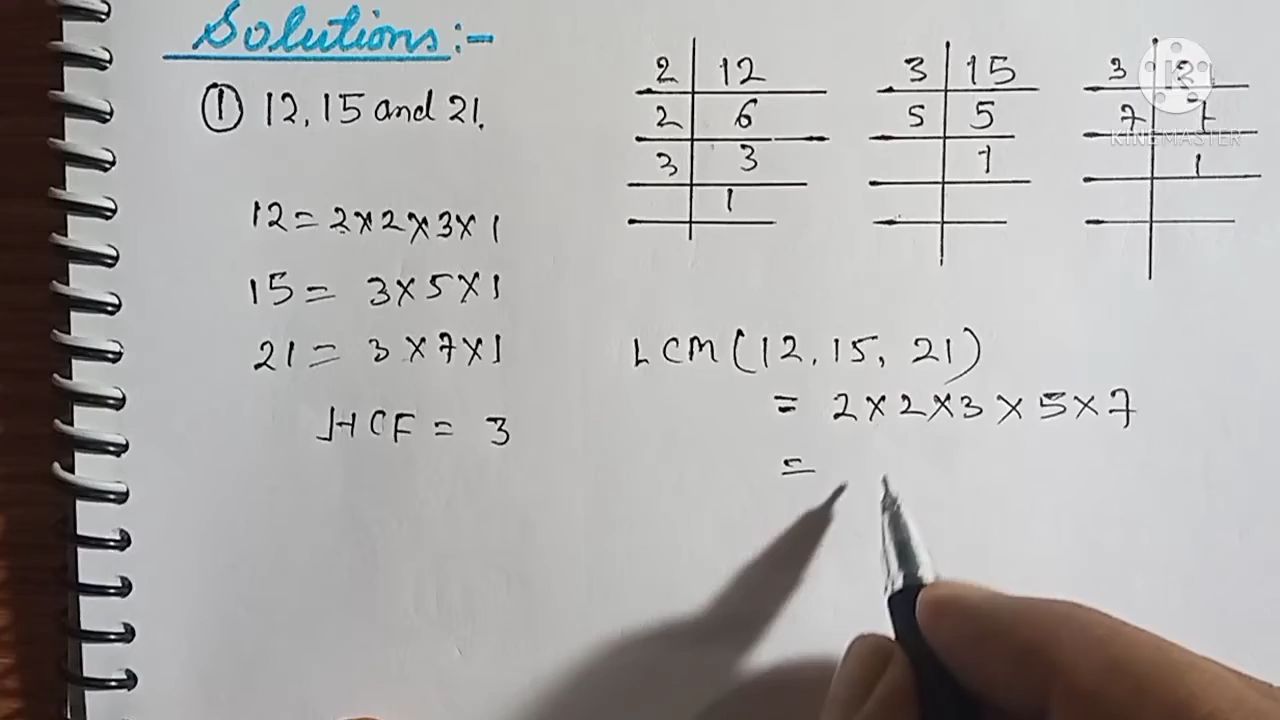 Solutions:-
① 12, 15 and 21.
2 | 12
2 | 6
3 | 3
1
3 | 15
5 | 5
1
3 | 21
7 | 7
1
KINEMASTER
12 = 2×2×3×1
15 = 3×5×1
21 = 3×7×1
HCF = 3
LCM (12, 15, 21)
= 2×2×3×5×7
=